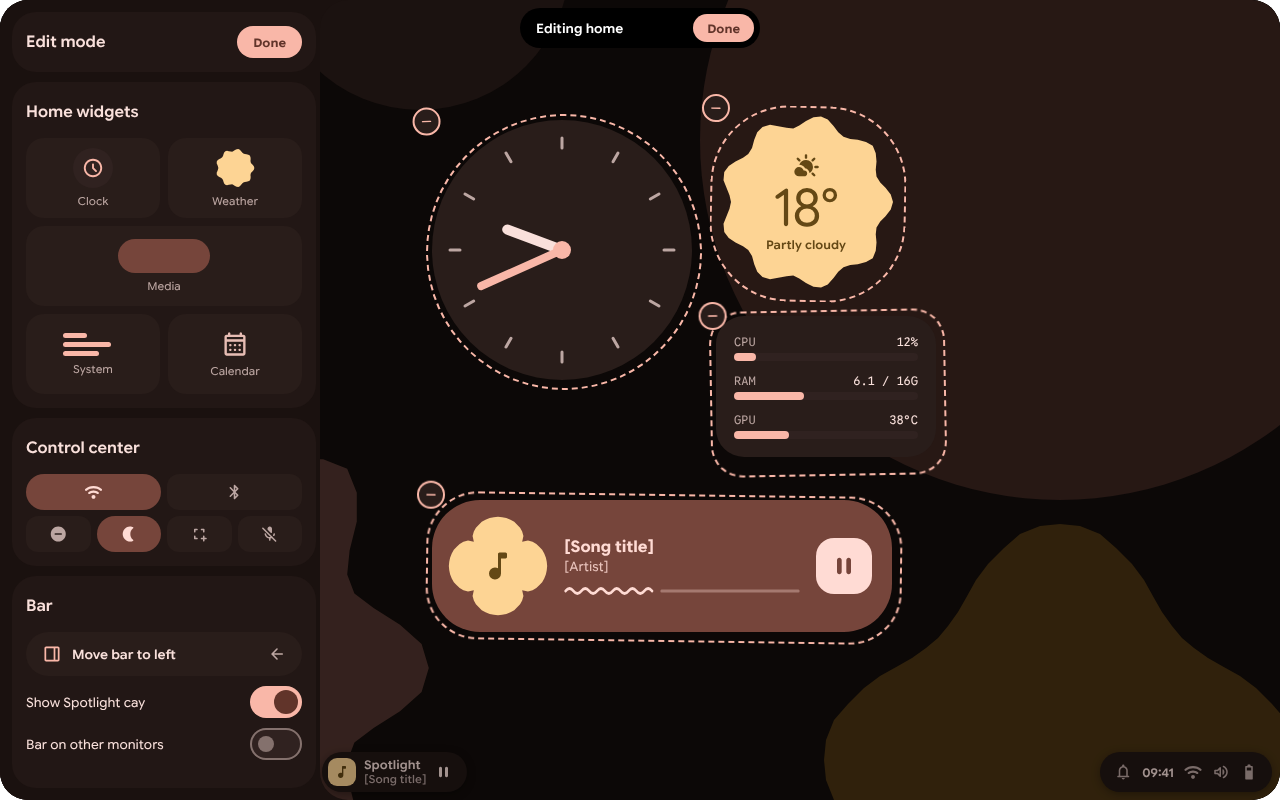 Edit mode
Done
Editing home
Done
Home widgets
Clock
Weather
Media
System
Calendar
Control center
Bar
Move bar to left
Show Spotlight cay
Bar on other monitors
18°
Partly cloudy
CPU 12%
RAM 6.1 / 16G
GPU 38°C
[Song title]
[Artist]
Spotlight
[Song title]
09:41